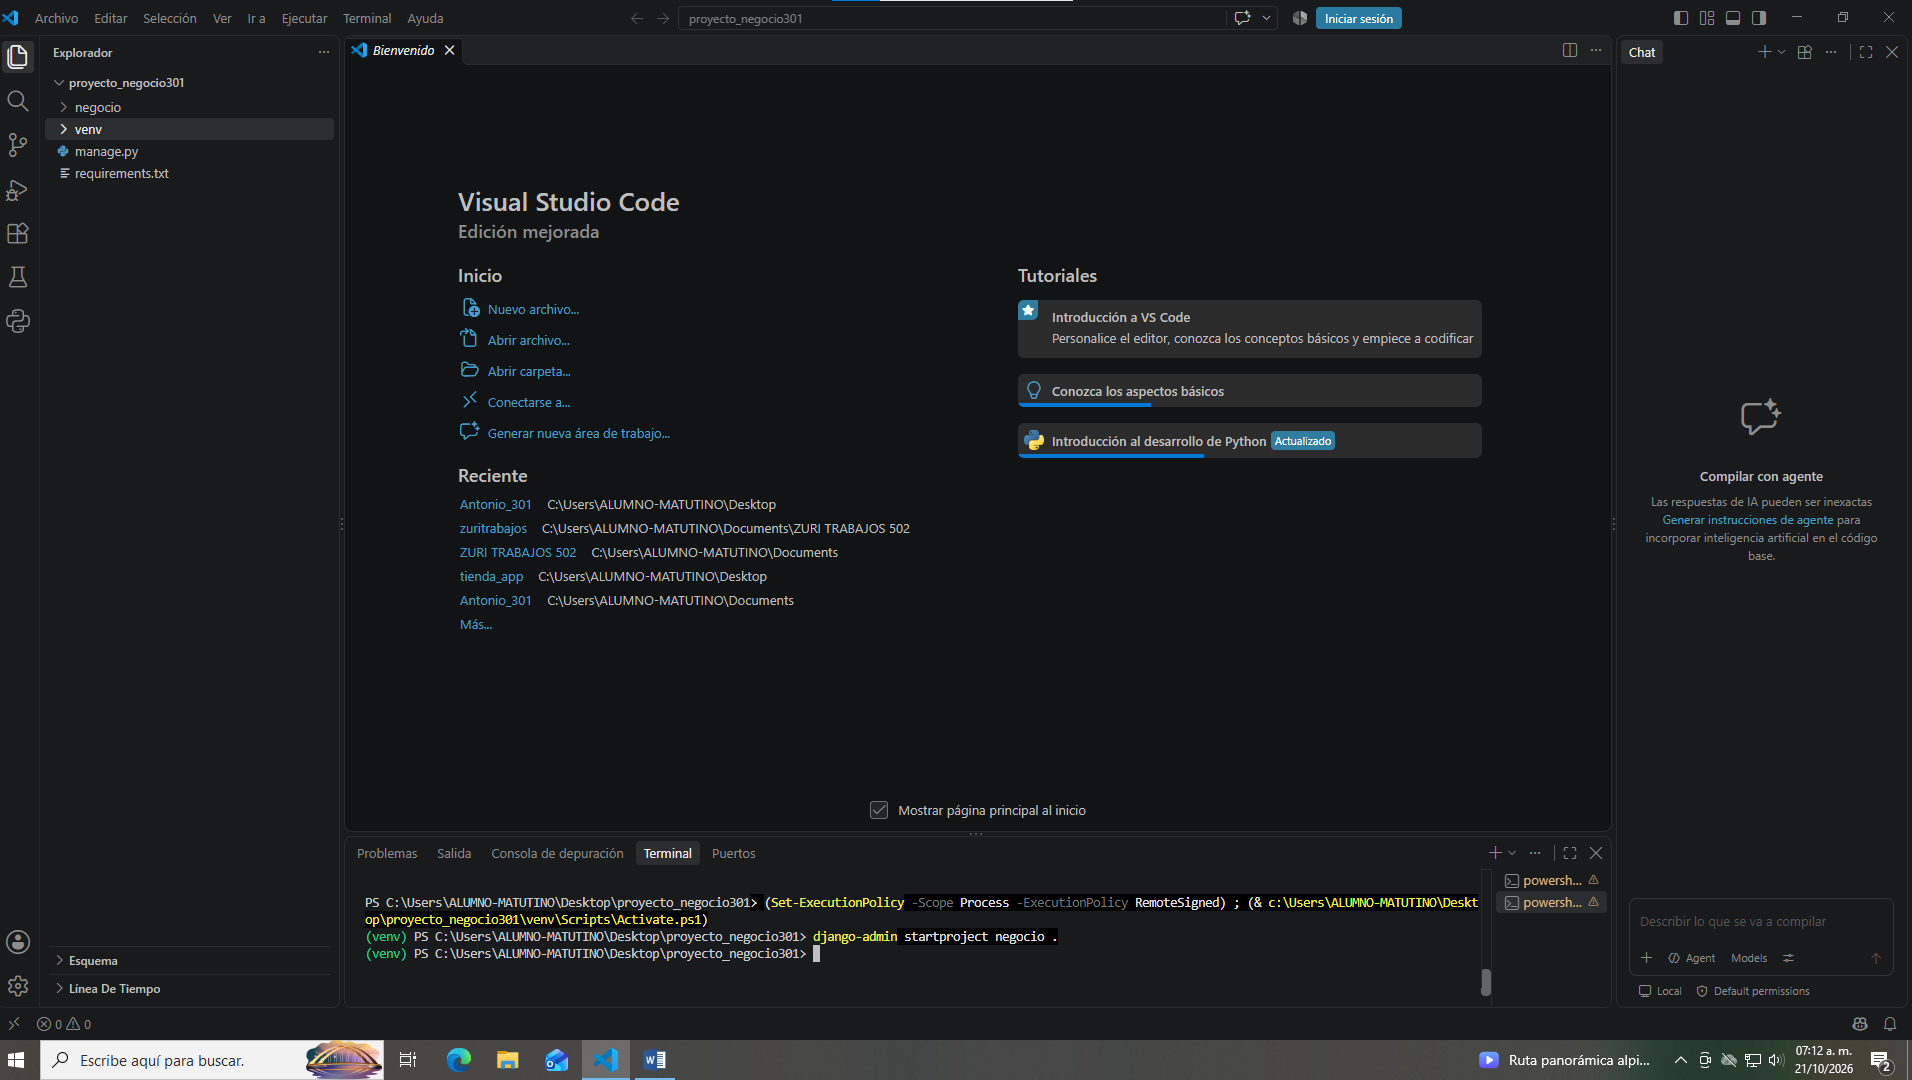 Archivo Editar Selección Ver Ir a Ejecutar Terminal Ayuda
proyecto_negocio301
Iniciar sesión
Explorador
proyecto_negocio301
negocio
venv
manage.py
requirements.txt
Esquema
Línea De Tiempo
Bienvenido
Visual Studio Code
Edición mejorada
Inicio
Nuevo archivo...
Abrir archivo...
Abrir carpeta...
Conectarse a...
Generar nueva área de trabajo...
Reciente
Antonio_301 C:\Users\ALUMNO-MATUTINO\Desktop
zuritrabajos C:\Users\ALUMNO-MATUTINO\Documents\ZURI TRABAJOS 502
ZURI TRABAJOS 502 C:\Users\ALUMNO-MATUTINO\Documents
tienda_app C:\Users\ALUMNO-MATUTINO\Desktop
Antonio_301 C:\Users\ALUMNO-MATUTINO\Documents
Más...
Tutoriales
Introducción a VS Code
Personalice el editor, conozca los conceptos básicos y empiece a codificar
Conozca los aspectos básicos
Introducción al desarrollo de Python Actualizado
Mostrar página principal al inicio
Problemas Salida Consola de depuración Terminal Puertos
PS C:\Users\ALUMNO-MATUTINO\Desktop\proyecto_negocio301> (Set-ExecutionPolicy -Scope Process -ExecutionPolicy RemoteSigned) ; (& c:\Users\ALUMNO-MATUTINO\Deskt
op\proyecto_negocio301\venv\Scripts\Activate.ps1)
(venv) PS C:\Users\ALUMNO-MATUTINO\Desktop\proyecto_negocio301> django-admin startproject negocio .
(venv) PS C:\Users\ALUMNO-MATUTINO\Desktop\proyecto_negocio301>
powersh...
powersh...
Chat
Compilar con agente
Las respuestas de IA pueden ser inexactas
Generar instrucciones de agente para
incorporar inteligencia artificial en el código
base.
Describir lo que se va a compilar
Agent Models
Local Default permissions
0 0
Escribe aquí para buscar.
Ruta panorámica alpi...
07:12 a. m.
21/10/2026
2